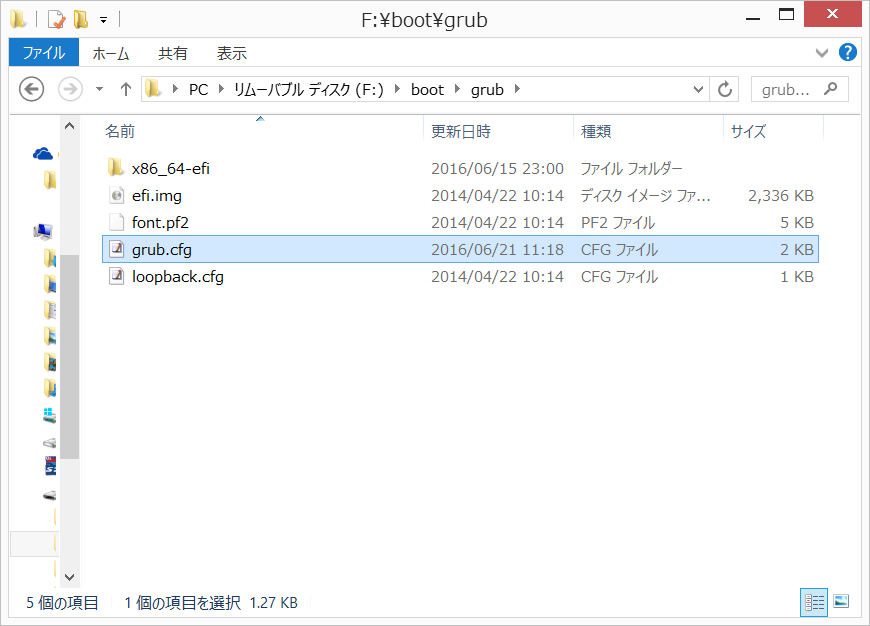 F:¥boot¥grub
ファイル ホーム 共有 表示
PC リムーバブル ディスク (F:) boot grub grub...
名前 更新日時 種類 サイズ
x86_64-efi 2016/06/15 23:00 ファイル フォルダー
efi.img 2014/04/22 10:14 ディスク イメージ ファ... 2,336 KB
font.pf2 2014/04/22 10:14 PF2 ファイル 5 KB
grub.cfg 2016/06/21 11:18 CFG ファイル 2 KB
loopback.cfg 2014/04/22 10:14 CFG ファイル 1 KB
5 個の項目 1 個の項目を選択 1.27 KB